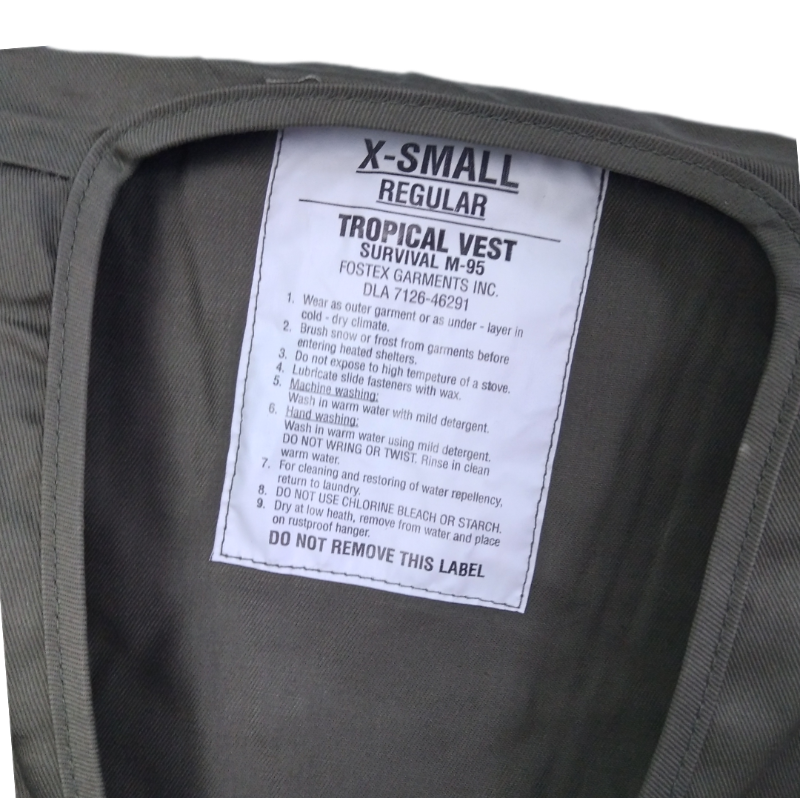 X-SMALL
REGULAR
TROPICAL VEST
SURVIVAL M-95
FOSTEX GARMENTS INC.
DLA 7126-46291
1. Wear as outer garment or as under - layer in
cold - dry climate.
2. Brush snow or frost from garments before
entering heated shelters.
3. Do not expose to high tempeture of a stove.
4. Lubricate slide fasteners with wax.
5. Machine washing:
Wash in warm water with mild detergent.
6. Hand washing:
Wash in warm water using mild detergent.
DO NOT WRING OR TWIST. Rinse in clean
warm water.
7. For cleaning and restoring of water repellency,
return to laundry.
8. DO NOT USE CHLORINE BLEACH OR STARCH.
9. Dry at low heath, remove from water and place
on rustproof hanger.
DO NOT REMOVE THIS LABEL